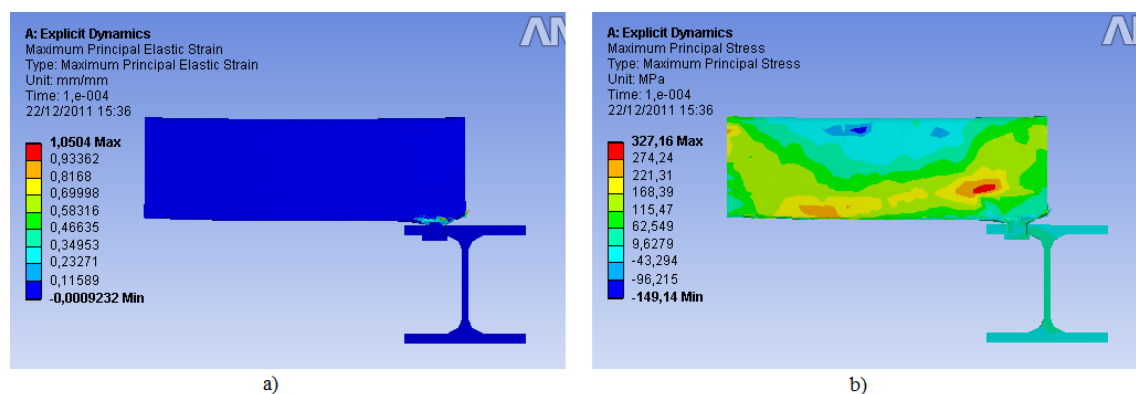 A: Explicit Dynamics
Maximum Principal Elastic Strain
Type: Maximum Principal Elastic Strain
Unit: mm/mm
Time: 1,e-004
22/12/2011 15:36
1,0504 Max
0,93362
0,8168
0,69998
0,58316
0,46635
0,34953
0,23271
0,11589
-0,0009232 Min
AN
a)
A: Explicit Dynamics
Maximum Principal Stress
Type: Maximum Principal Stress
Unit: MPa
Time: 1,e-004
22/12/2011 15:36
327,16 Max
274,24
221,31
168,39
115,47
62,549
9,6279
-43,294
-96,215
-149,14 Min
b)